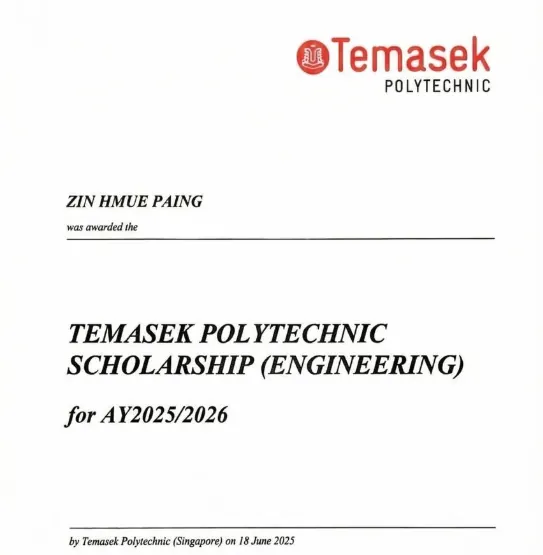 Temasek
POLYTECHNIC
ZIN HMUE PAING
was awarded the
TEMASEK POLYTECHNIC
SCHOLARSHIP (ENGINEERING)
for AY2025/2026
by Temasek Polytechnic (Singapore) on 18 June 2025